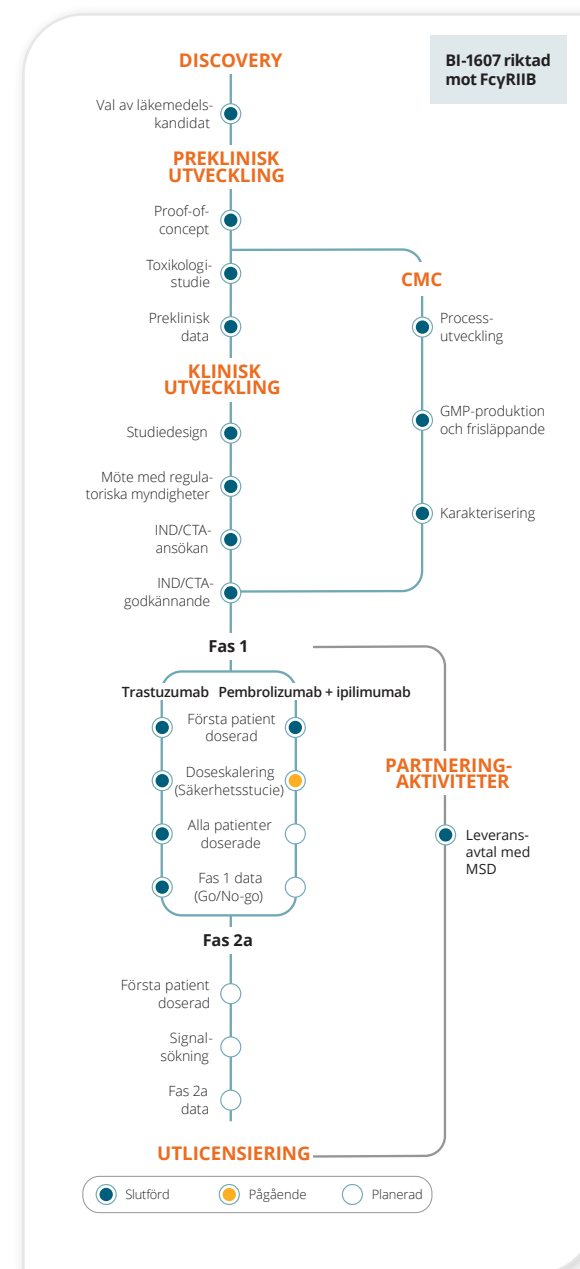 BI-1607 riktad
mot FcγRIIB
DISCOVERY
Val av läkemedels-
kandidat
PREKLINISK
UTVECKLING
Proof-of-
concept
Toxikologi-
studie
Preklinisk
data
CMC
Process-
utveckling
GMP-produktion
och frisläppande
Karakterisering
KLINISK
UTVECKLING
Studiedesign
Möte med regula-
toriska myndigheter
IND/CTA-
ansökan
IND/CTA-
godkännande
Fas 1
Trastuzumab Pembrolizumab + ipilimumab
Första patient
doserad
Doseskalering
(Säkerhetsstucie)
Alla patienter
doserade
Fas 1 data
(Go/No-go)
PARTNERING-
AKTIVITETER
Leverans-
avtal med
MSD
Fas 2a
Första patient
doserad
Signal-
sökning
Fas 2a
data
UTLICENSIERING
Slutförd Pågående Planerad